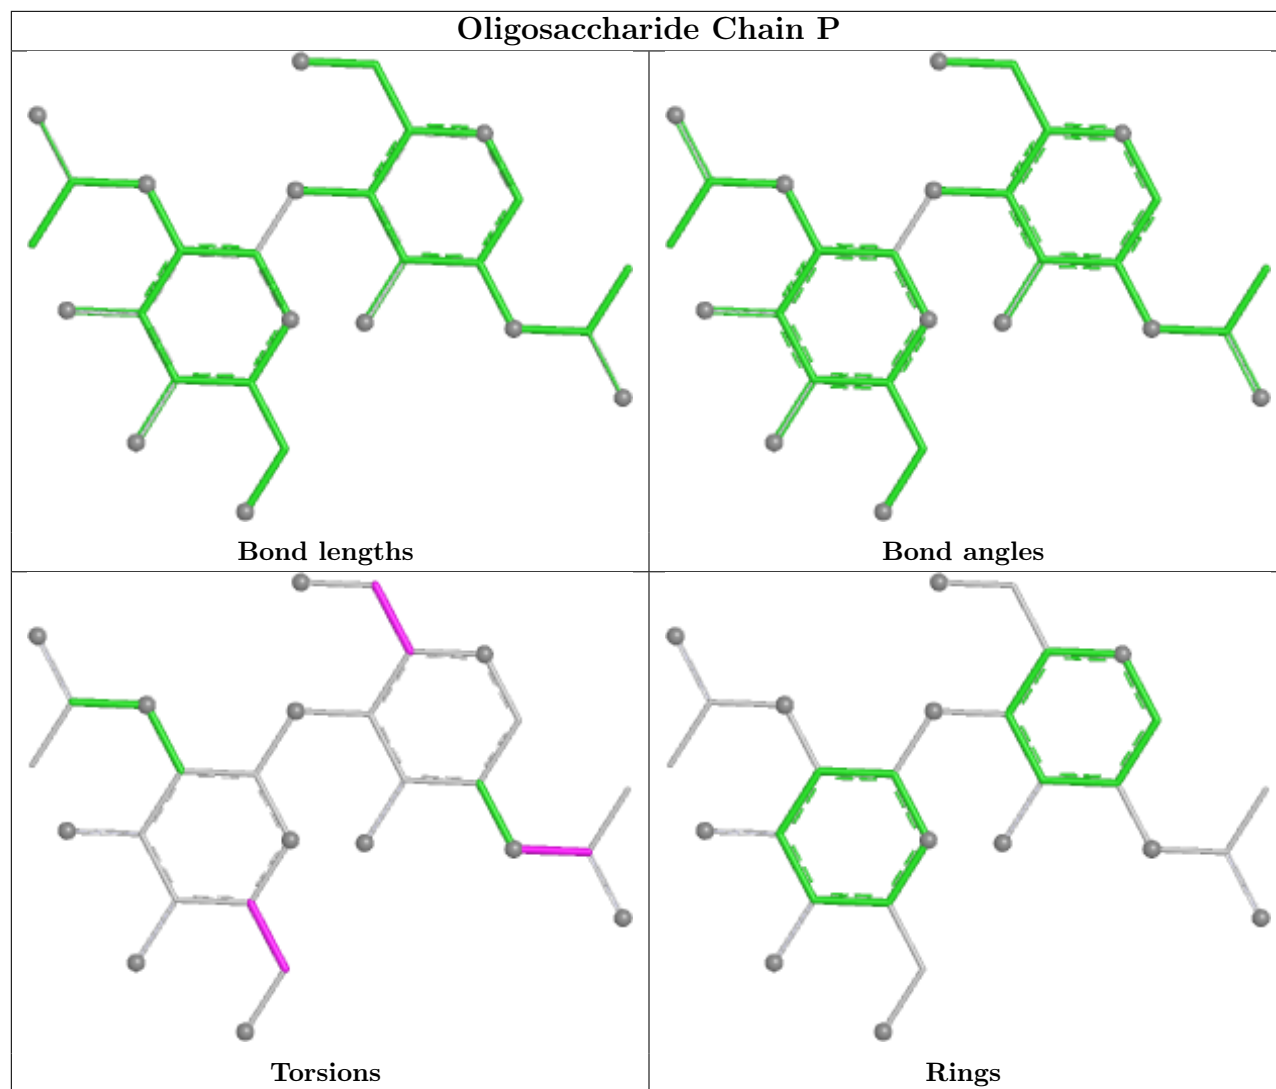 Oligosaccharide Chain P
Bond lengths
Bond angles
Torsions
Rings